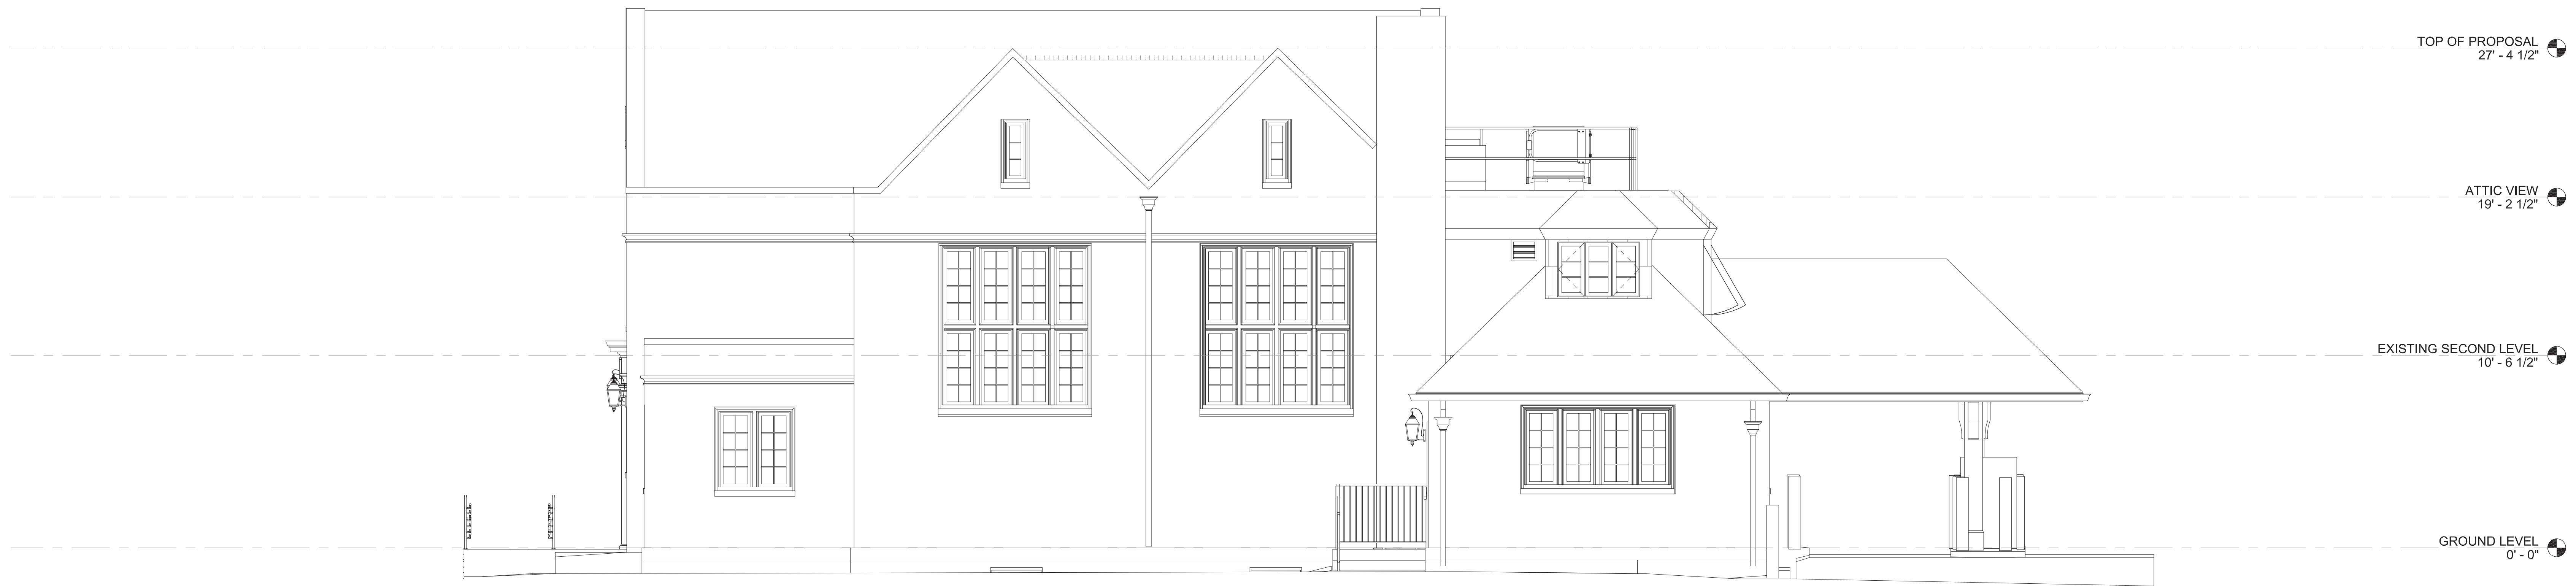 TOP OF PROPOSAL
27' - 4 1/2"
ATTIC VIEW
19' - 2 1/2"
EXISTING SECOND LEVEL
10' - 6 1/2"
GROUND LEVEL
0' - 0"